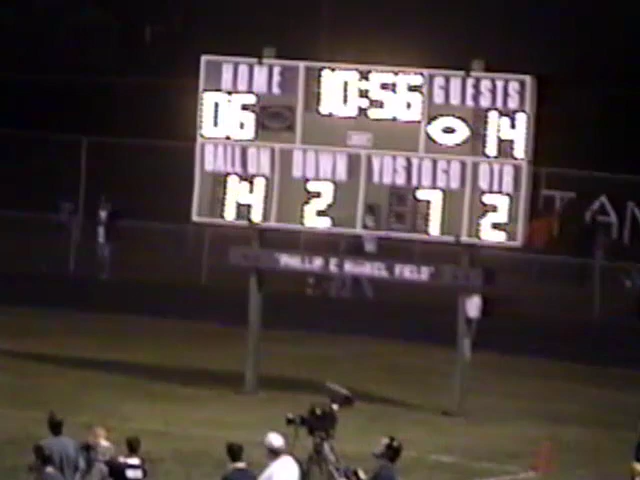 HOME 10:56 GUESTS
06 14
BALL ON DOWN YDS TO GO QTR
14 2 7 2
TAN
"PHILLIP E. FIELD"